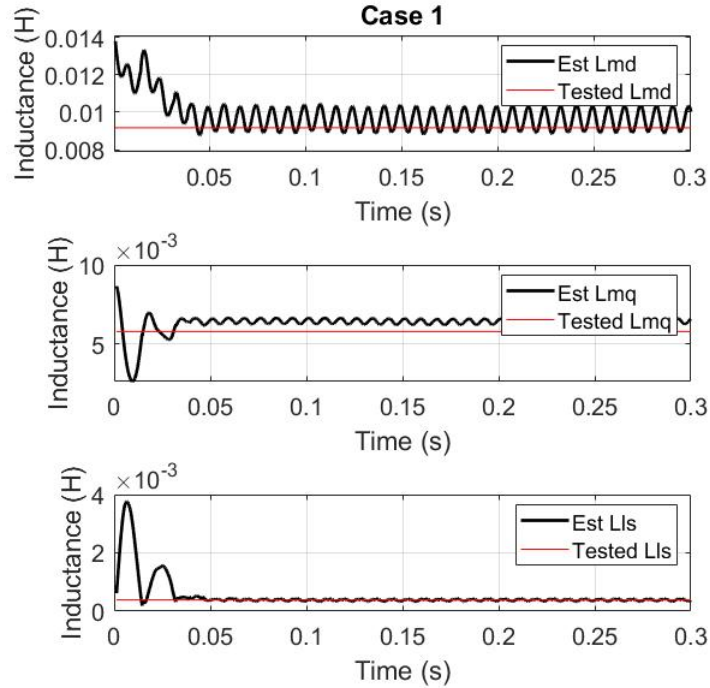 Case 1
Inductance (H)
0.014
0.012
0.01
0.008
Est Lmd
Tested Lmd
0.05 0.1 0.15 0.2 0.25 0.3
Time (s)
×10^-3
Inductance (H)
10
5
Est Lmq
Tested Lmq
0 0.05 0.1 0.15 0.2 0.25 0.3
Time (s)
×10^-3
Inductance (H)
4
2
0
Est Lls
Tested Lls
0 0.05 0.1 0.15 0.2 0.25 0.3
Time (s)